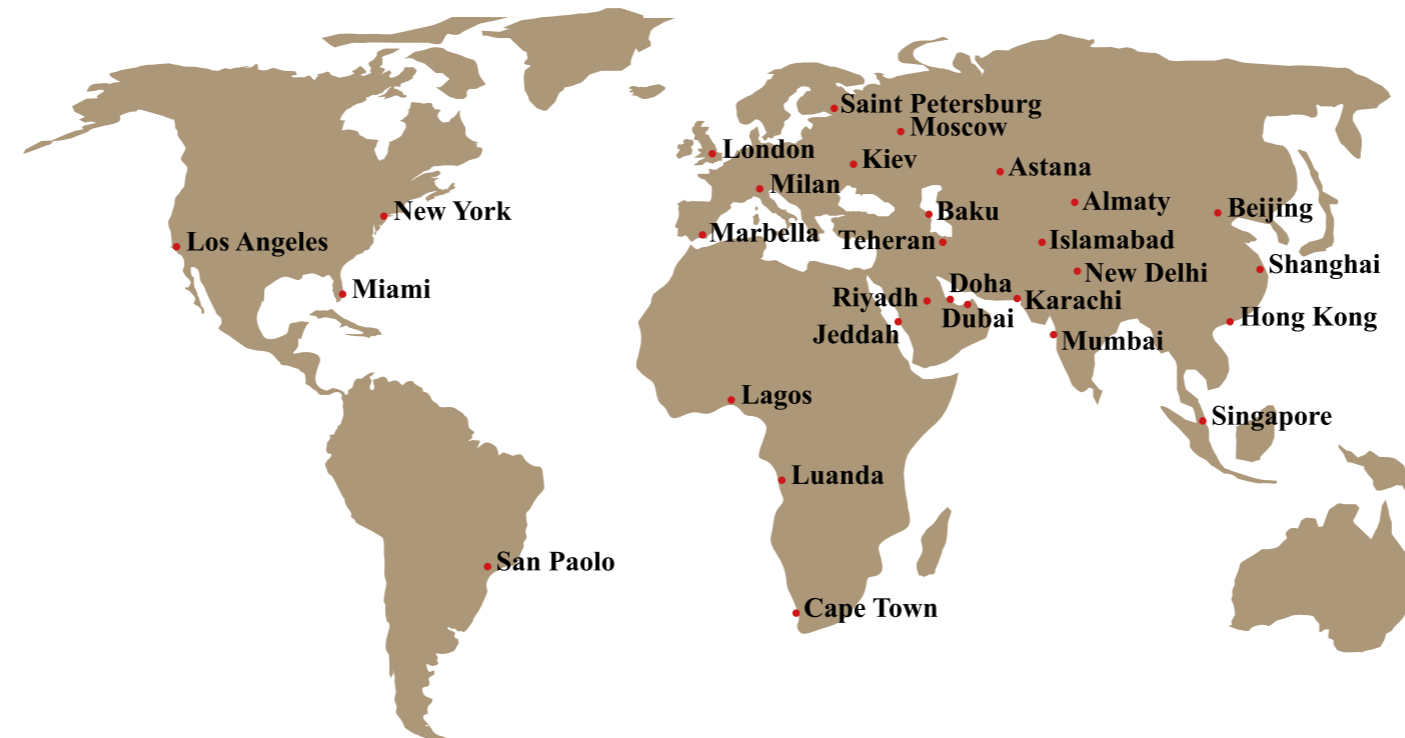 Saint Petersburg
Moscow
London
Kiev
Astana
Milan
Almaty
New York
Baku
Beijing
Los Angeles
Marbella
Teheran
Islamabad
Shanghai
New Delhi
Miami
Doha
Riyadh
Karachi
Dubai
Hong Kong
Jeddah
Mumbai
Lagos
Singapore
Luanda
San Paolo
Cape Town